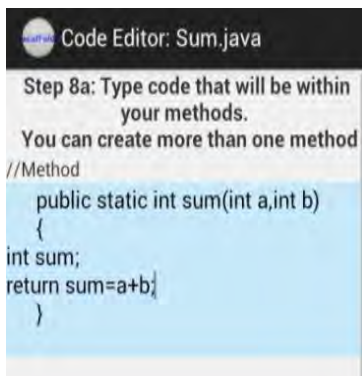 Code Editor: Sum.java
Step 8a: Type code that will be within
your methods.
You can create more than one method
//Method
public static int sum(int a,int b)
{
int sum;
return sum=a+b;
}